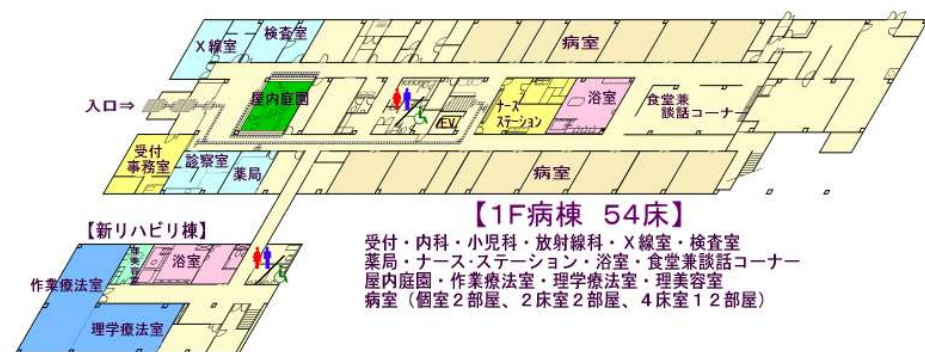 X線室
検査室
病室
入口⇒
屋内庭園
EV
ナース
ステーション
浴室
食堂兼
談話コーナー
受付
事務室
診察室
薬局
病室
【1F病棟 54床】
【新リハビリ棟】
受付・内科・小児科・放射線科・X線室・検査室
薬局・ナース・ステーション・浴室・食堂兼談話コーナー
屋内庭園・作業療法室・理学療法室・理美容室
病室（個室２部屋、２床室２部屋、４床室１２部屋）
作業療法室
理美容室
浴室
理学療法室